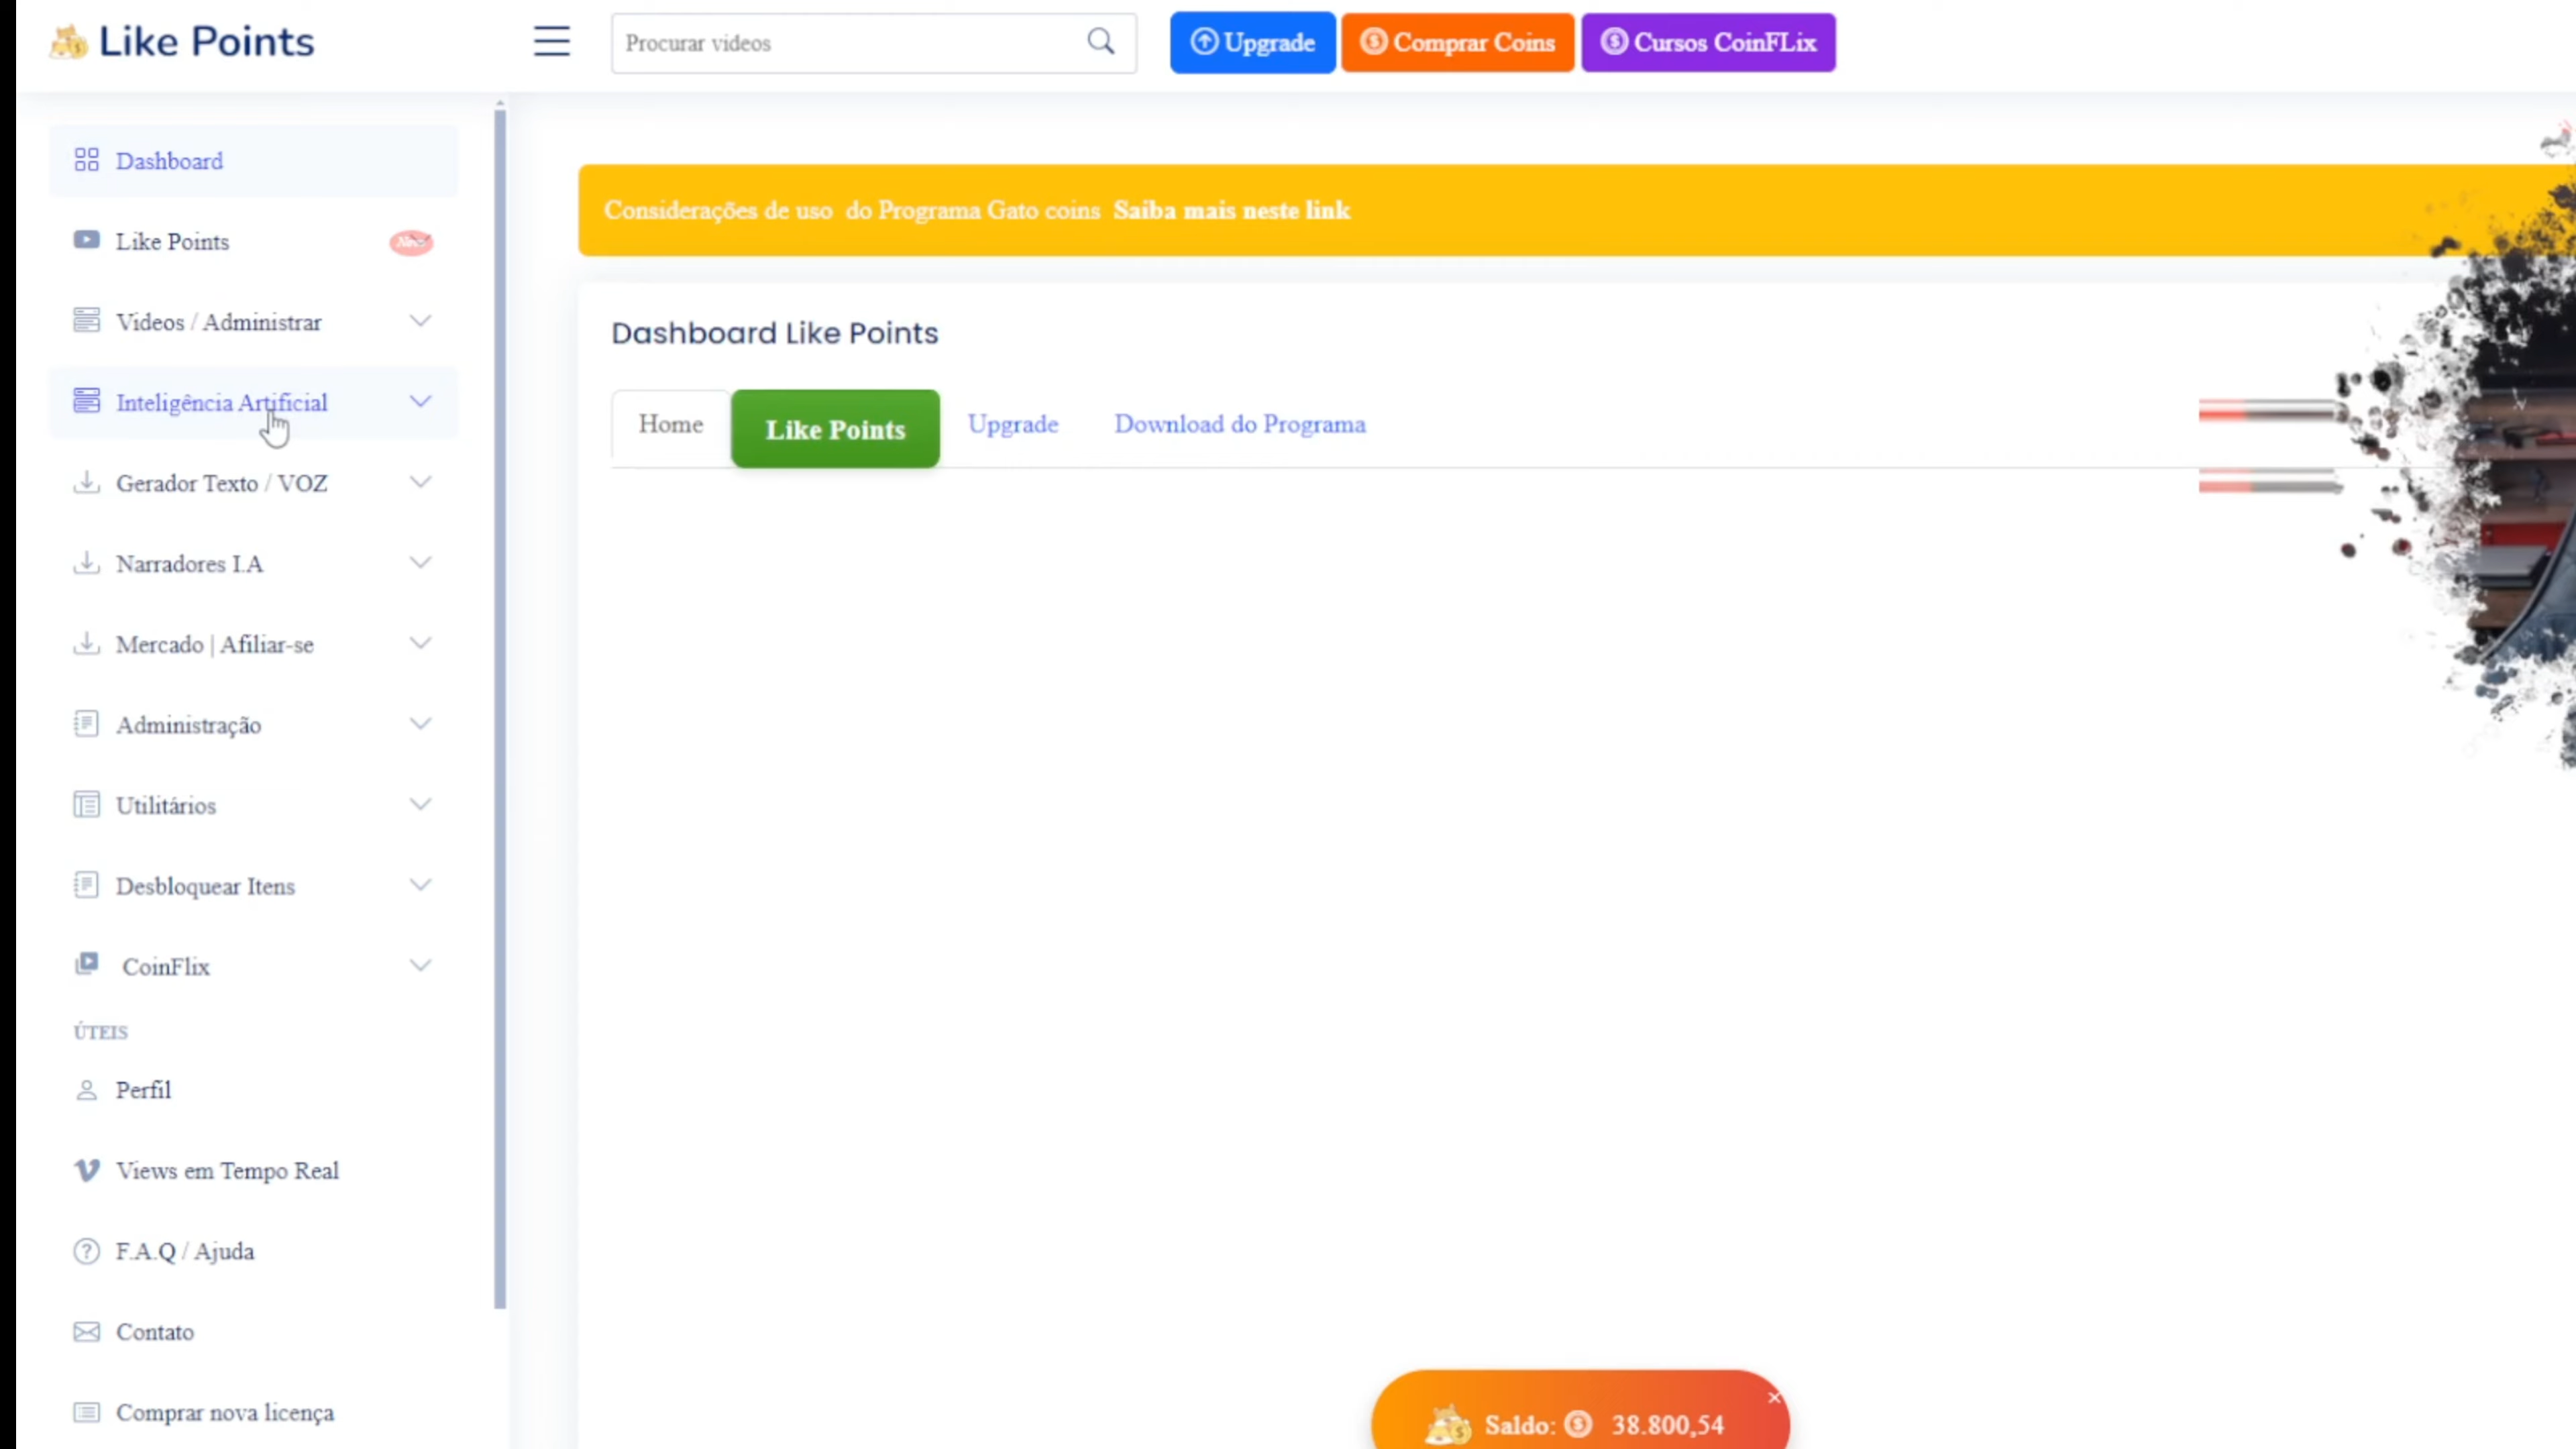 Like Points
Procurar videos
Upgrade
Comprar Coins
Cursos CoinFLix
Dashboard
Like Points
New
Videos / Administrar
Inteligência Artificial
Gerador Texto / VOZ
Narradores I.A
Mercado | Afiliar-se
Administração
Utilitários
Desbloquear Itens
CoinFlix
ÚTEIS
Perfil
Views em Tempo Real
F.A.Q / Ajuda
Contato
Comprar nova licença
Considerações de uso do Programa Gato coins Saiba mais neste link
Dashboard Like Points
Home
Like Points
Upgrade
Download do Programa
Saldo: 38.800,54